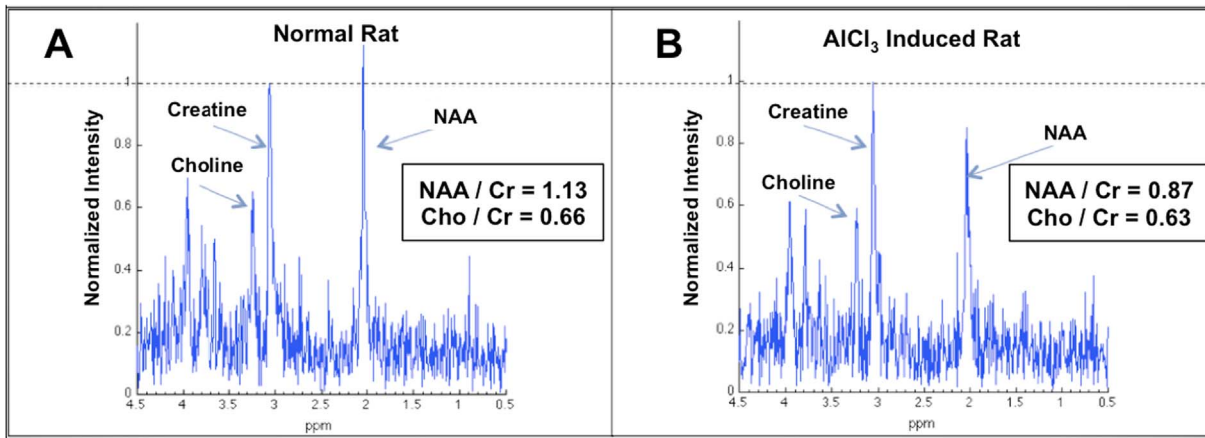 A
Normal Rat
Normalized Intensity
1
0.8
0.6
0.4
0.2
0
Creatine
Choline
NAA
NAA / Cr = 1.13
Cho / Cr = 0.66
4.5 4 3.5 3 2.5 2 1.5 1 0.5
ppm
B
AlCl₃ Induced Rat
Normalized Intensity
1
0.8
0.6
0.4
0.2
0
Creatine
Choline
NAA
NAA / Cr = 0.87
Cho / Cr = 0.63
4.5 4 3.5 3 2.5 2 1.5 1 0.5
ppm